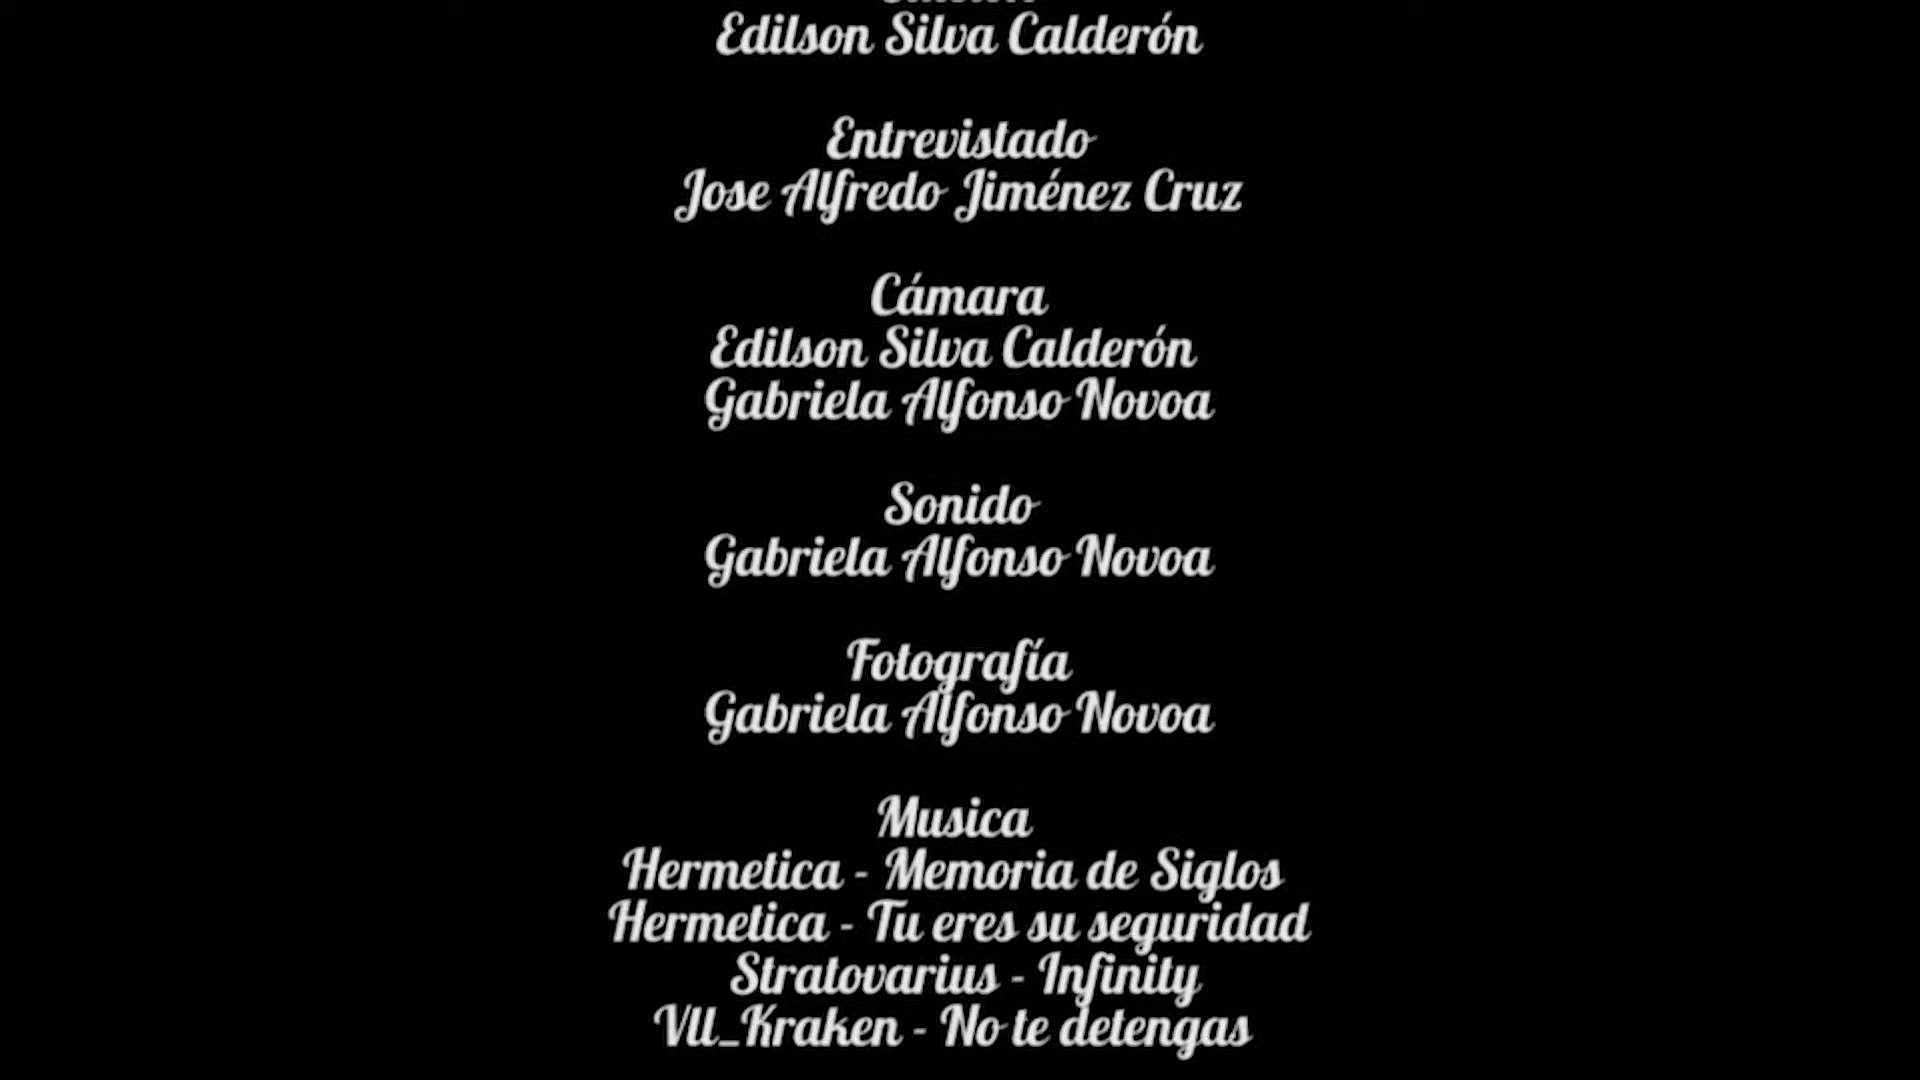 Edilson Silva Calderón
Entrevistado
Jose Alfredo Jiménez Cruz
Cámara
Edilson Silva Calderón
Gabriela Alfonso Novoa
Sonido
Gabriela Alfonso Novoa
Fotografía
Gabriela Alfonso Novoa
Musica
Hermetica - Memoria de Siglos
Hermetica - Tu eres su seguridad
Stratovarius - Infinity
VII_Kraken - No te detengas